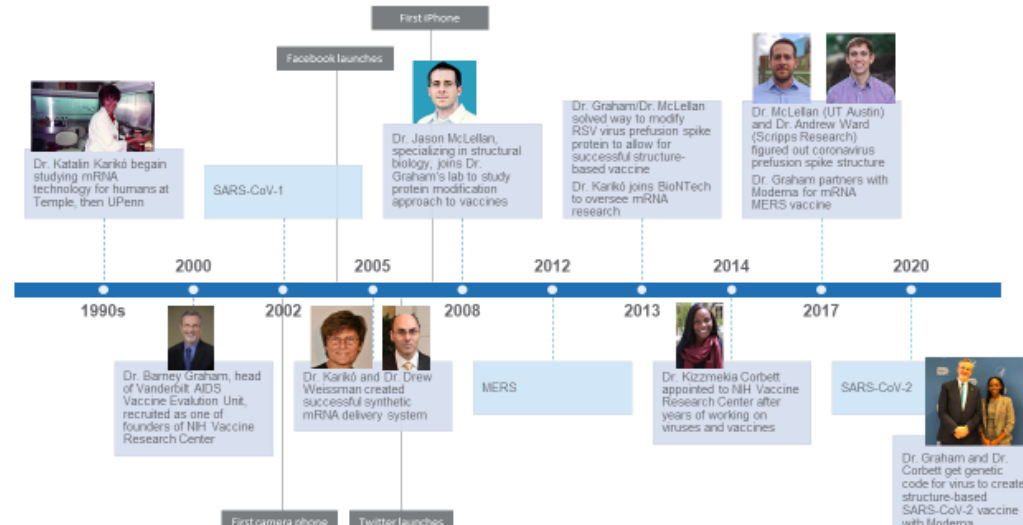 First iPhone
Facebook launches
Dr. Katalin Karikó begain
studying mRNA
technology for humans at
Temple, then UPenn
SARS-CoV-1
Dr. Jason McLellan,
specializing in structural
biology, joins Dr.
Graham's lab to study
protein modification
approach to vaccines
Dr. Graham/Dr. McLellan
solved way to modify
RSV virus prefusion spike
protein to allow for
successful structure-
based vaccine
Dr. Karikó joins BioNTech
to oversee mRNA
research
Dr. McLellan (UT Austin)
and Dr. Andrew Ward
(Scripps Research)
figured out coronavirus
prefusion spike structure
Dr. Graham partners with
Moderna for mRNA
MERS vaccine
2000
2005
2012
2014
2020
1990s
2002
2008
2013
2017
Dr. Barney Graham, head
of Vanderbilt AIDS
Vaccine Evalution Unit,
recruited as one of
founders of NIH Vaccine
Research Center
Dr. Karikó and Dr. Drew
Weissman created
successful synthetic
mRNA delivery system
MERS
Dr. Kizzmekia Corbett
appointed to NIH Vaccine
Research Center after
years of working on
viruses and vaccines
SARS-CoV-2
Dr. Graham and Dr.
Corbett get genetic
code for virus to create
structure-based
SARS-CoV-2 vaccine
with Moderna
First camera phone
Twitter launches